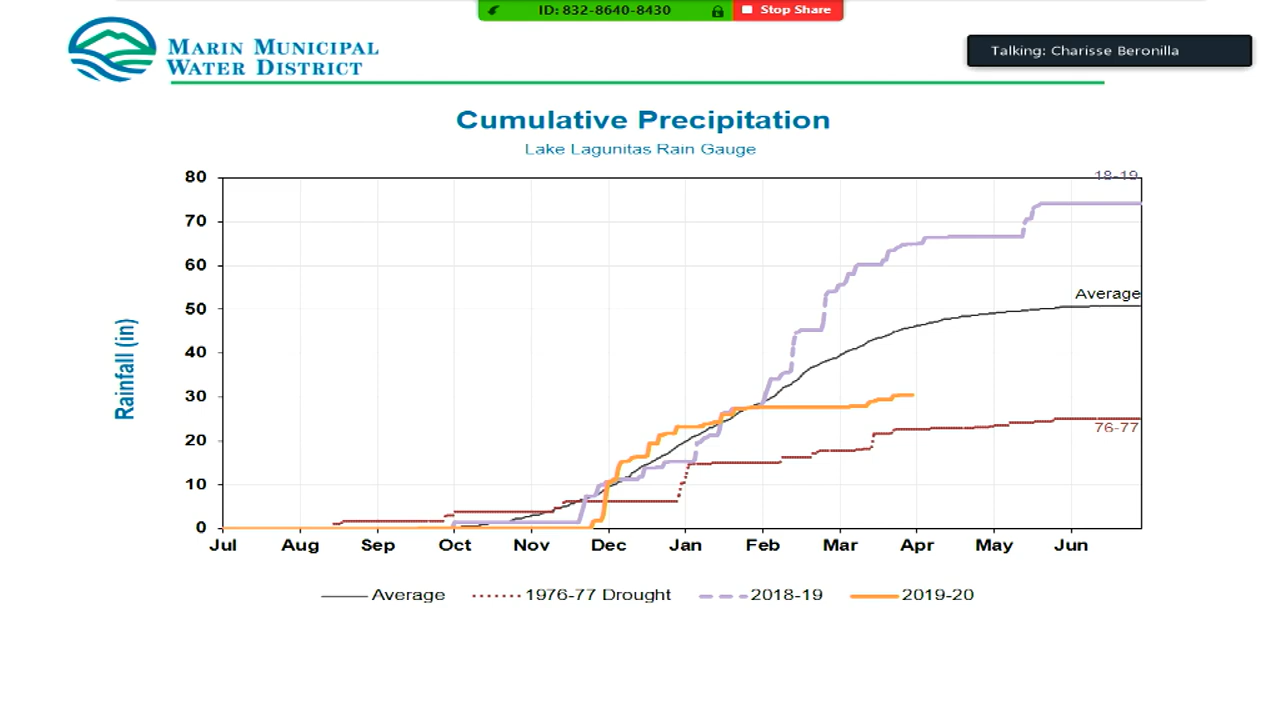 ID: 832-8640-8430
Stop Share
MARIN MUNICIPAL
WATER DISTRICT
Talking: Charisse Beronilla
Cumulative Precipitation
Lake Lagunitas Rain Gauge
Rainfall (in)
80
70
60
50
40
30
20
10
0
18-19
Average
76-77
Jul Aug Sep Oct Nov Dec Jan Feb Mar Apr May Jun
Average 1976-77 Drought 2018-19 2019-20